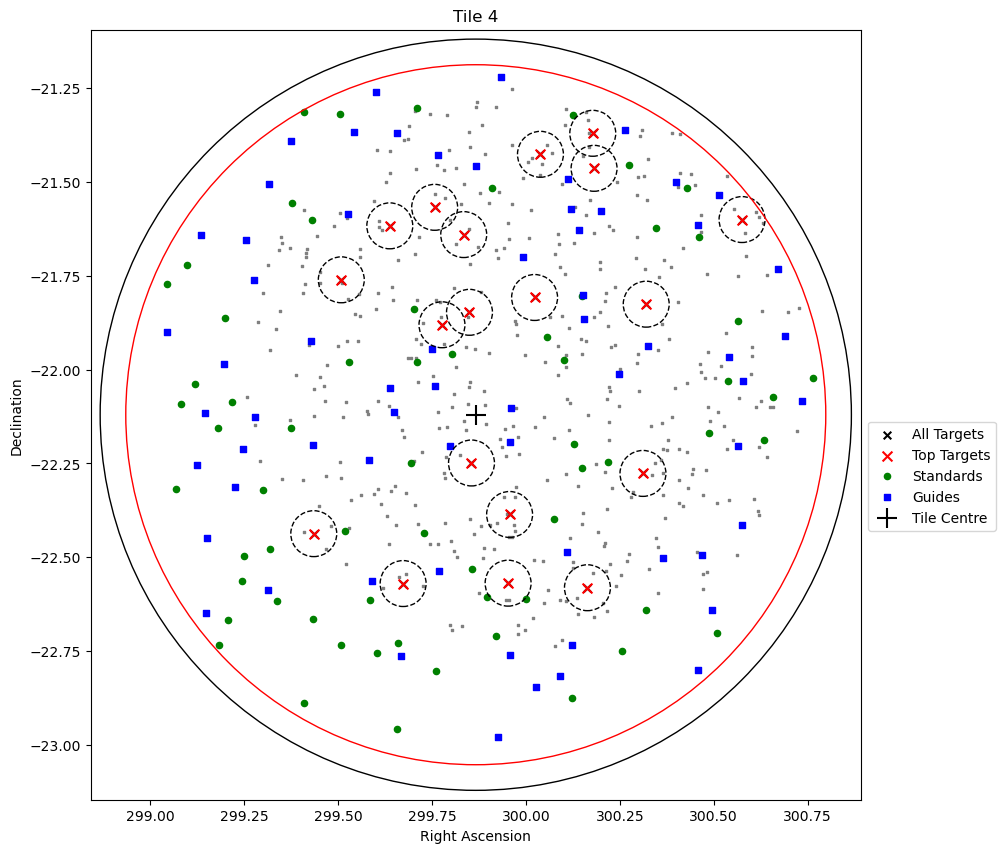 Tile 4
−21.25
−21.50
−21.75
−22.00
−22.25
−22.50
−22.75
−23.00
Declination
299.00
299.25
299.50
299.75
300.00
300.25
300.50
300.75
Right Ascension
All Targets
Top Targets
Standards
Guides
Tile Centre